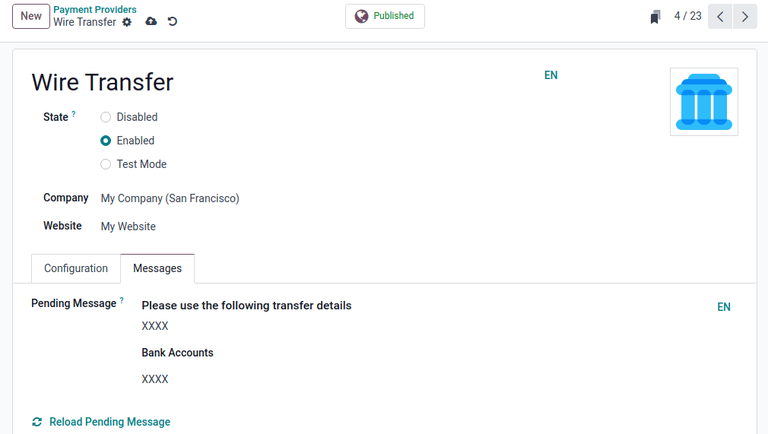 New
Payment Providers
Wire Transfer
Published
4 / 23
Wire Transfer
EN
State ?
Disabled
Enabled
Test Mode
Company My Company (San Francisco)
Website My Website
Configuration Messages
Pending Message ? Please use the following transfer details
EN
XXXX
Bank Accounts
XXXX
Reload Pending Message